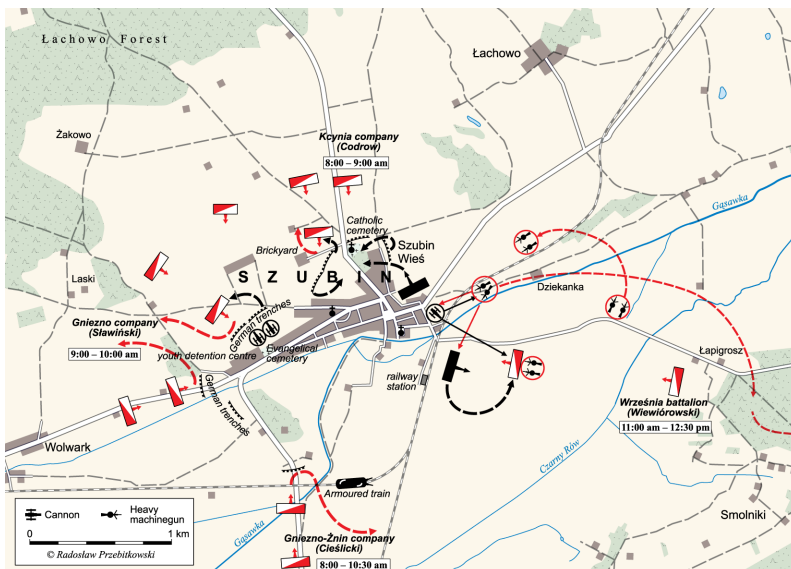 Łachowo Forest
Łachowo
Żakowo
Kcynia company
(Codrow)
8:00 – 9:00 am
Gąsawka
Catholic
cemetery
Szubin
Wieś
Brickyard
SZUBIN
Laski
Dziekanka
German trenches
Gniezno company
(Sławiński)
9:00 – 10:00 am
youth detention centre
Evangelical
cemetery
Łapigrosz
railway
station
German trenches
Września battalion
(Wiewiórowski)
11:00 am – 12:30 pm
Wolwark
Czarny Rów
Armoured train
Smolniki
Gąsawka
Gniezno-Żnin company
(Cieślicki)
8:00 – 10:30 am
Cannon
Heavy
machinegun
0
1 km
© Radosław Przebitkowski